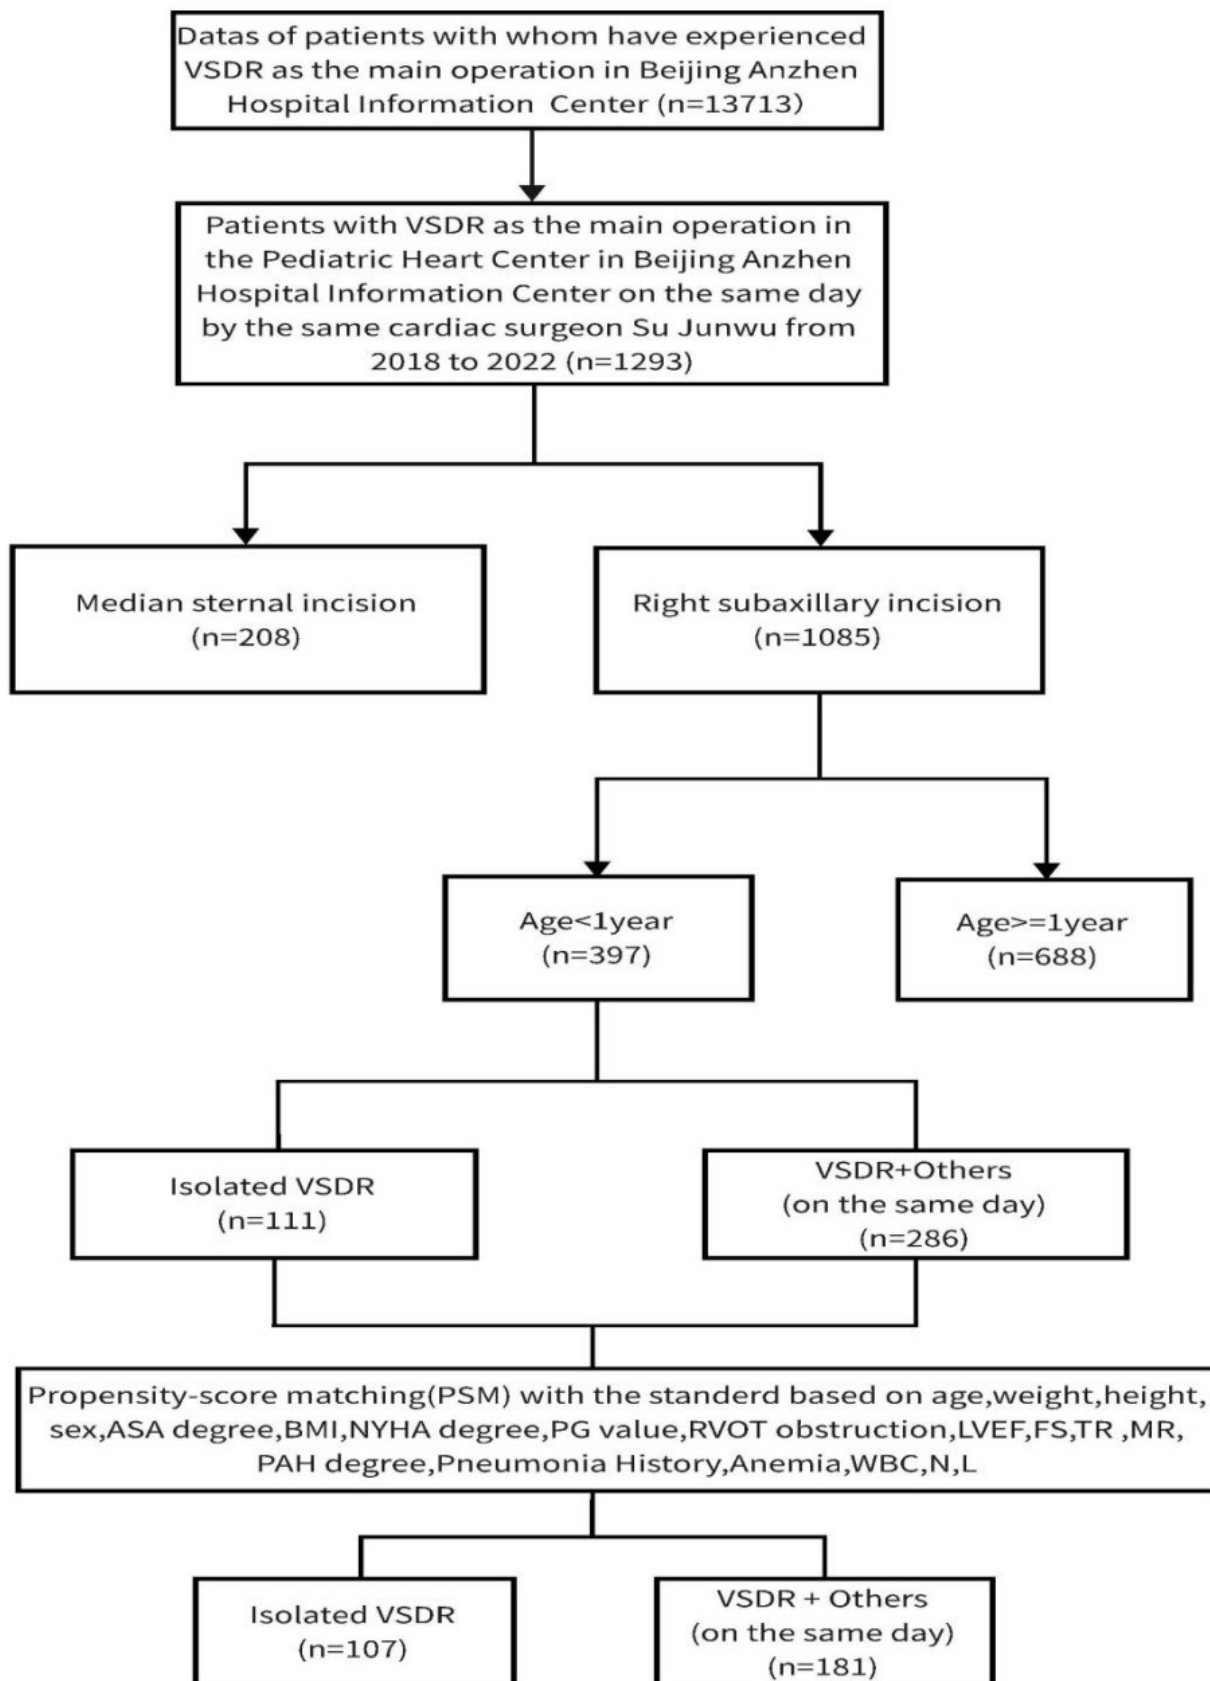 Datas of patients with whom have experienced
VSDR as the main operation in Beijing Anzhen
Hospital Information Center (n=13713)
Patients with VSDR as the main operation in
the Pediatric Heart Center in Beijing Anzhen
Hospital Information Center on the same day
by the same cardiac surgeon Su Junwu from
2018 to 2022 (n=1293)
Median sternal incision
(n=208)
Right subaxillary incision
(n=1085)
Age<1year
(n=397)
Age>=1year
(n=688)
Isolated VSDR
(n=111)
VSDR+Others
(on the same day)
(n=286)
Propensity-score matching(PSM) with the standerd based on age,weight,height,
sex,ASA degree,BMI,NYHA degree,PG value,RVOT obstruction,LVEF,FS,TR ,MR,
PAH degree,Pneumonia History,Anemia,WBC,N,L
Isolated VSDR
(n=107)
VSDR + Others
(on the same day)
(n=181)